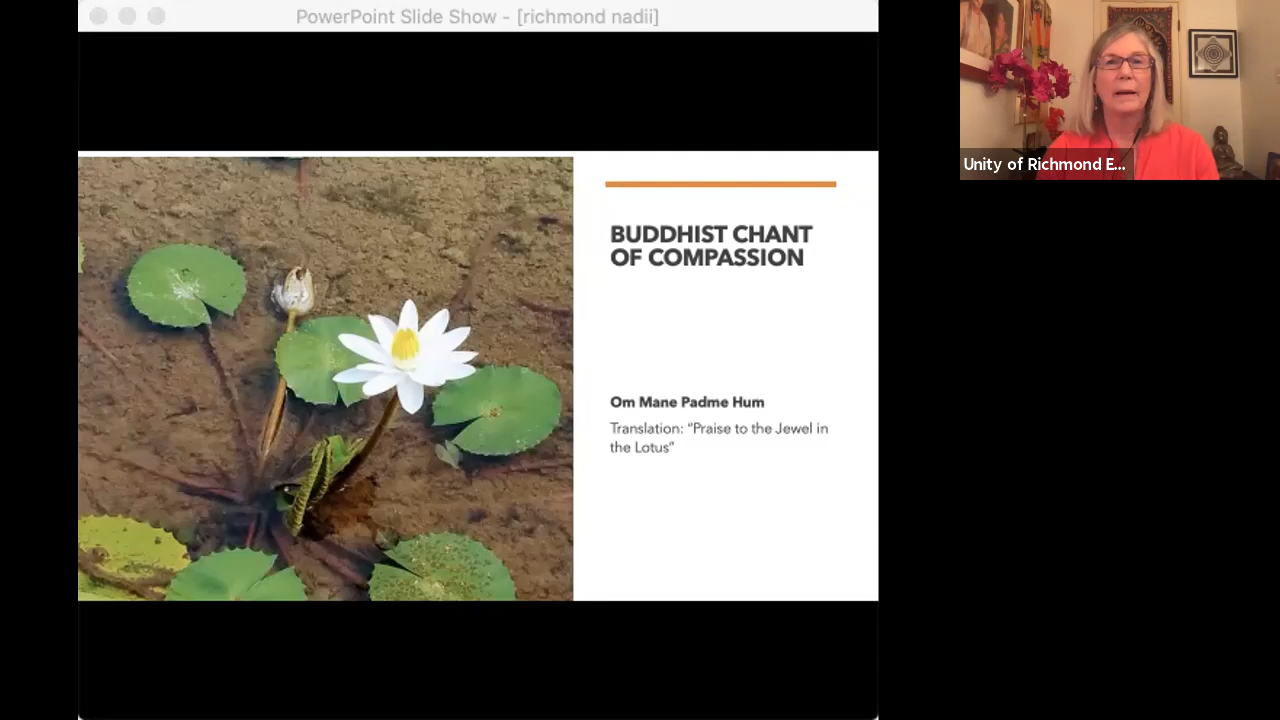 PowerPoint Slide Show - [richmond nadii]
Unity of Richmond E...
BUDDHIST CHANT
OF COMPASSION
Om Mane Padme Hum
Translation: “Praise to the Jewel in
the Lotus”